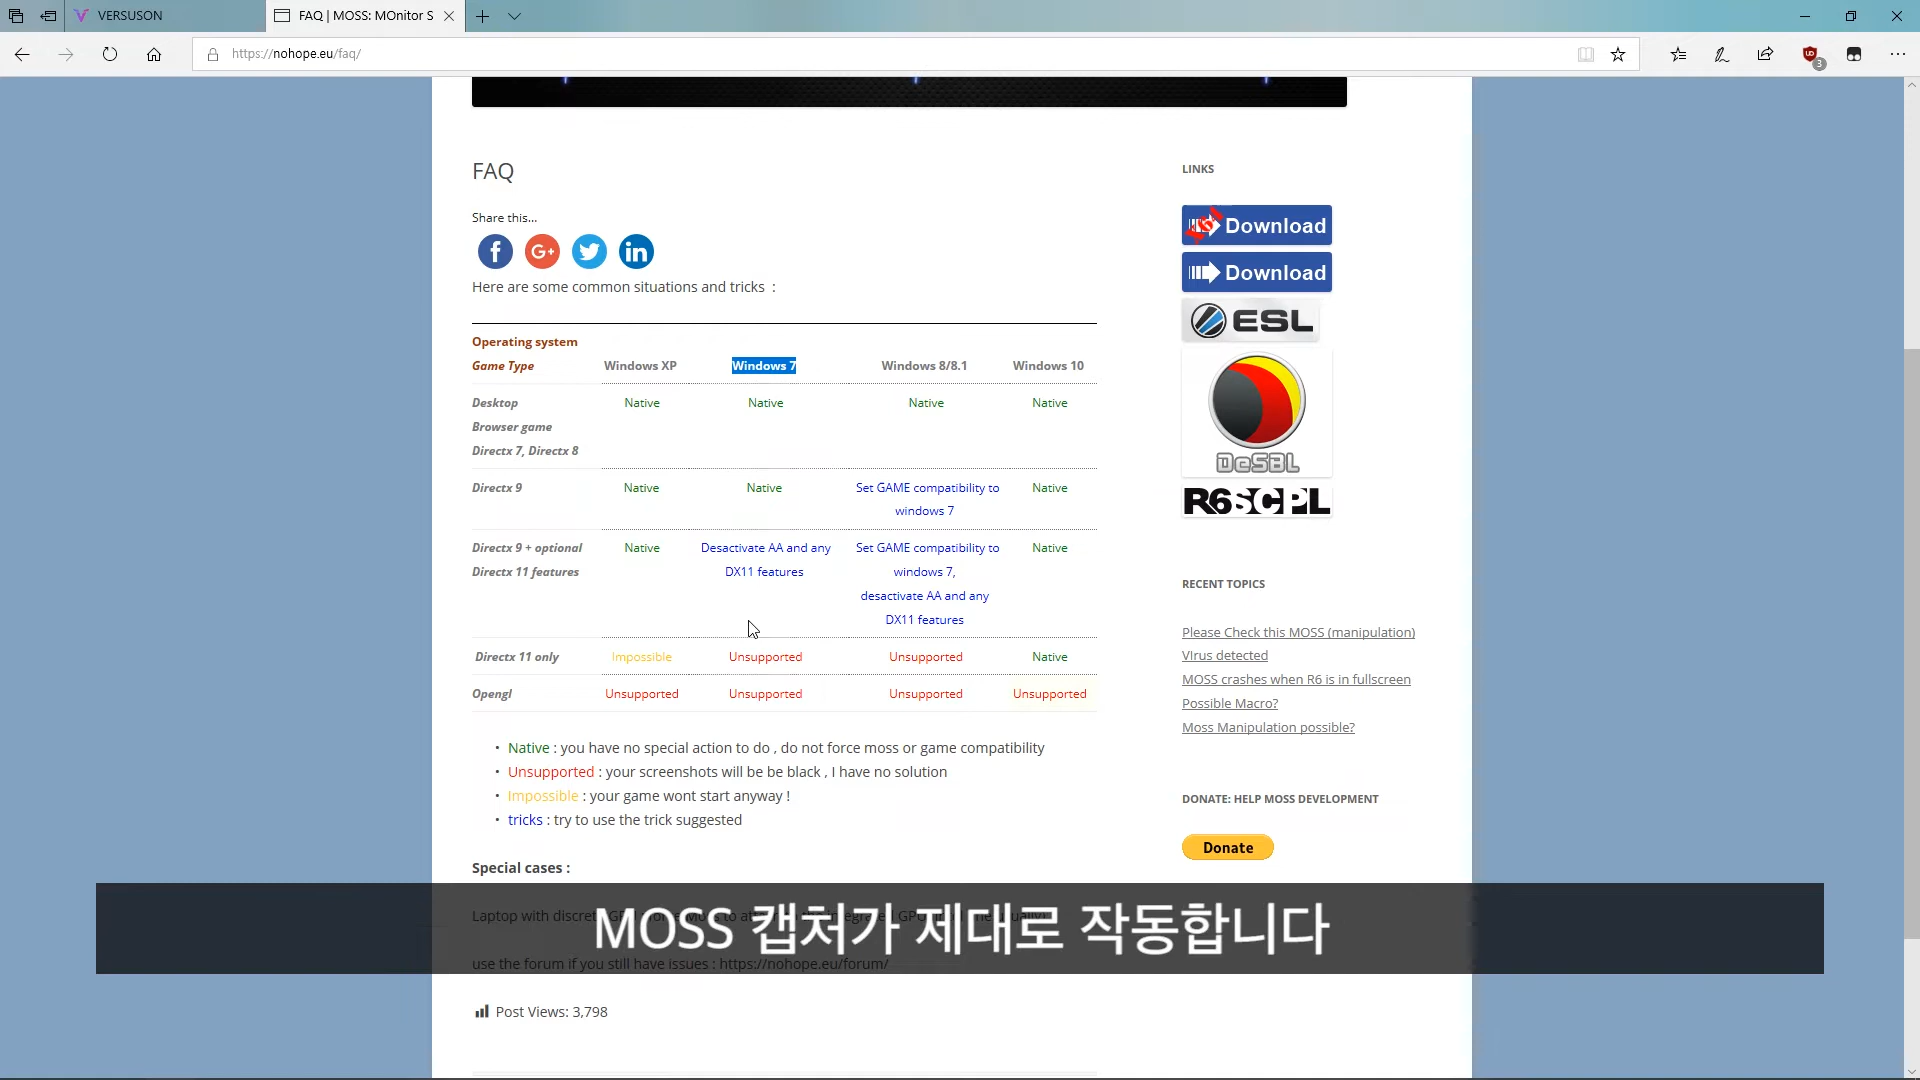 VERSUSON
FAQ | MOSS: MOnitor S
https://nohope.eu/faq/
3
FAQ
Share this...
Here are some common situations and tricks :
Operating system
Game Type Windows XP Windows 7 Windows 8/8.1 Windows 10
Desktop Native Native Native Native
Browser game
Directx 7, Directx 8
Directx 9 Native Native Set GAME compatibility to Native
windows 7
Directx 9 + optional Native Desactivate AA and any Set GAME compatibility to Native
Directx 11 features DX11 features windows 7,
desactivate AA and any
DX11 features
Directx 11 only Impossible Unsupported Unsupported Native
Opengl Unsupported Unsupported Unsupported Unsupported
• Native : you have no special action to do , do not force moss or game compatibility
• Unsupported : your screenshots will be be black , I have no solution
• Impossible : your game wont start anyway !
• tricks : try to use the trick suggested
Special cases :
Laptop with discret
MOSS 캡처가 제대로 작동합니다
use the forum if you still have issues : https://nohope.eu/forum/
Post Views: 3,798
LINKS
Download
Download
ESL
DeSBL
R6SCPL
RECENT TOPICS
Please Check this MOSS (manipulation)
VIrus detected
MOSS crashes when R6 is in fullscreen
Possible Macro?
Moss Manipulation possible?
DONATE: HELP MOSS DEVELOPMENT
Donate